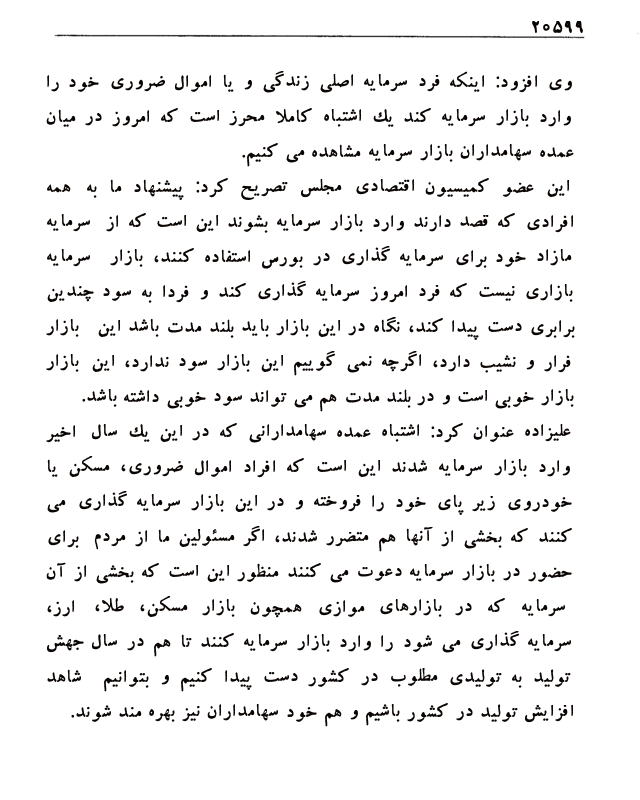 ۲۰۵۹۹
وی افزود: اینکه فرد سرمایه اصلی زندگی و یا اموال ضروری خود را
وارد بازار سرمایه کند یك اشتباه کاملا محرز است که امروز در میان
عمده سهامداران بازار سرمایه مشاهده می کنیم.
این عضو کمیسیون اقتصادی مجلس تصریح کرد: پیشنهاد ما به همه
افرادی که قصد دارند وارد بازار سرمایه بشوند این است که از سرمایه
مازاد خود برای سرمایه گذاری در بورس استفاده کنند، بازار سرمایه
بازاری نیست که فرد امروز سرمایه گذاری کند و فردا به سود چندین
برابری دست پیدا کند، نگاه در این بازار باید بلند مدت باشد این بازار
فرار و نشیب دارد، اگرچه نمی گوییم این بازار سود ندارد، این بازار
بازار خوبی است و در بلند مدت هم می تواند سود خوبی داشته باشد.
علیزاده عنوان کرد: اشتباه عمده سهامدارانی که در این یك سال اخیر
وارد بازار سرمایه شدند این است که افراد اموال ضروری، مسکن یا
خودروی زیر پای خود را فروخته و در این بازار سرمایه گذاری می
کنند که بخشی از آنها هم متضرر شدند، اگر مسئولین ما از مردم برای
حضور در بازار سرمایه دعوت می کنند منظور این است که بخشی از آن
سرمایه که در بازارهای موازی همچون بازار مسکن، طلا، ارز،
سرمایه گذاری می شود را وارد بازار سرمایه کنند تا هم در سال جهش
تولید به تولیدی مطلوب در کشور دست پیدا کنیم و بتوانیم شاهد
افزایش تولید در کشور باشیم و هم خود سهامداران نیز بهره مند شوند.